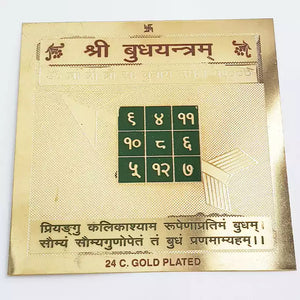 श्री बुधयन्त्रम्
९ ४ ११
१० ८ ६
५ १२ ७
प्रियङ्गु कलिकाश्याम रूपेणाप्रतिमं बुधम्।
सौम्यं सौम्यगुणोपेतं तं बुधं प्रणमाम्यहम्।।
24 C. GOLD PLATED